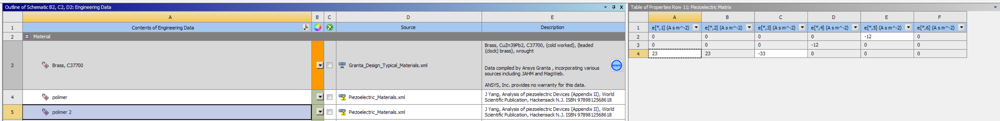 Outline of Schematic B2, C2, D2: Engineering Data
A B C D E
1 Contents of Engineering Data Source Description
2 Material
3 Brass, C37700 Granta_Design_Typical_Materials.xml
Brass, CuZn39Pb2, C37700, (cold worked), (leaded
(clock) brass), wrought
Data compiled by Ansys Granta , incorporating various
sources including JAHM and MagWeb.
ANSYS, Inc. provides no warranty for this data.
www
4 polimer Piezoelectric_Materials.xml
J Yang, Analysis of piezoelectric Devices (Appendix II), World
Scientific Publication, Hackensack N.J. ISBN 9789812568618
5 polimer 2 Piezoelectric_Materials.xml
J Yang, Analysis of piezoelectric Devices (Appendix II), World
Scientific Publication, Hackensack N.J. ISBN 9789812568618
Table of Properties Row 11: Piezoelectric Matrix
A B C D E F
1 e[*,1] (A s m^-2) e[*,2] (A s m^-2) e[*,3] (A s m^-2) e[*,4] (A s m^-2) e[*,5] (A s m^-2) e[*,6] (A s m^-2)
2 0 0 0 0 -12 0
3 0 0 0 -12 0 0
4 23 23 -33 0 0 0